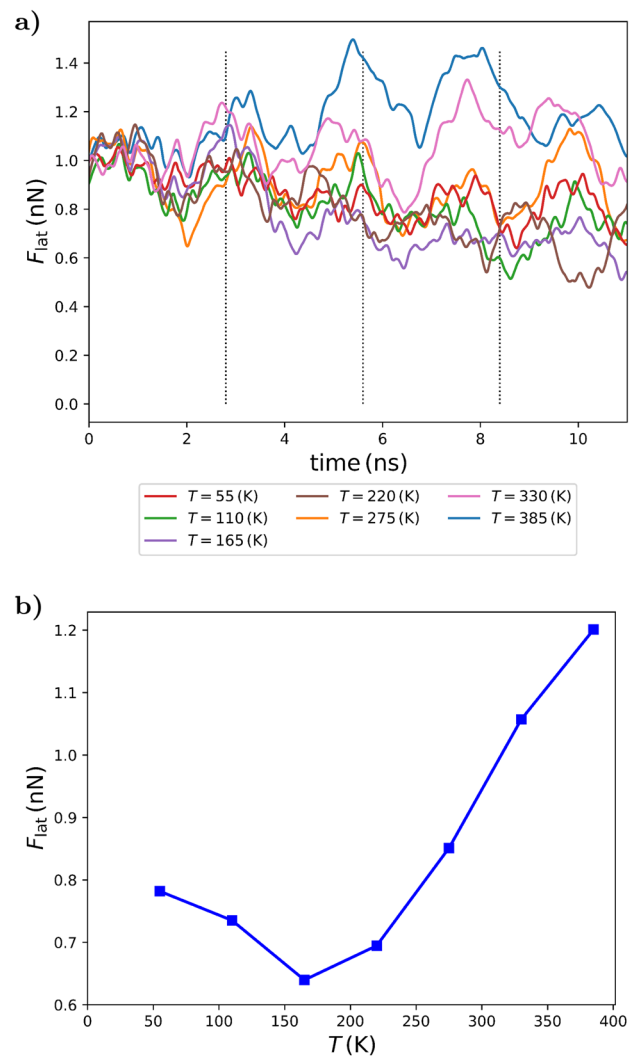 a)
1.4
1.2
1.0
0.8
0.6
0.4
0.2
0.0
F_lat (nN)
0 2 4 6 8 10
time (ns)
T = 55 (K) T = 220 (K) T = 330 (K)
T = 110 (K) T = 275 (K) T = 385 (K)
T = 165 (K)
b)
1.2
1.1
1.0
0.9
0.8
0.7
0.6
F_lat (nN)
0 50 100 150 200 250 300 350 400
T (K)